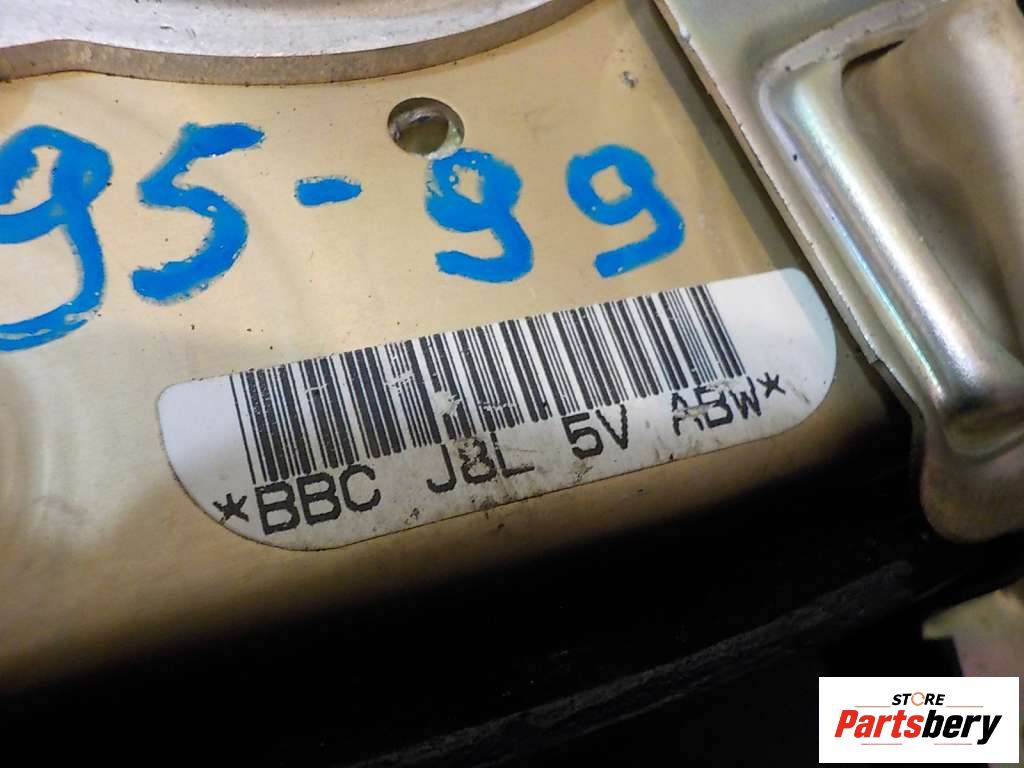 95-99
*BBC J8L 5V ABW*
STORE
Partsbery